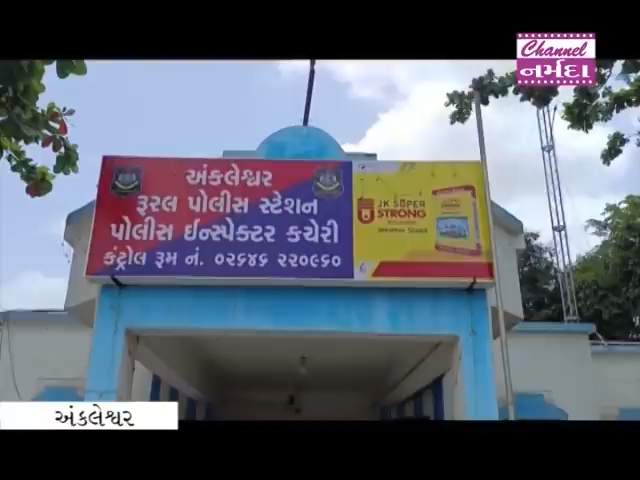 Channel
નર્મદા
અંકલેશ્વર
રૂરલ પોલીસ સ્ટેશન
પોલીસ ઈન્સ્પેક્ટર કચેરી
કંટ્રોલ રૂમ નં. ૦૨૬૪૬ ૨૨૦૯૬૦
JK SUPER
STRONG
અંકલેશ્વર